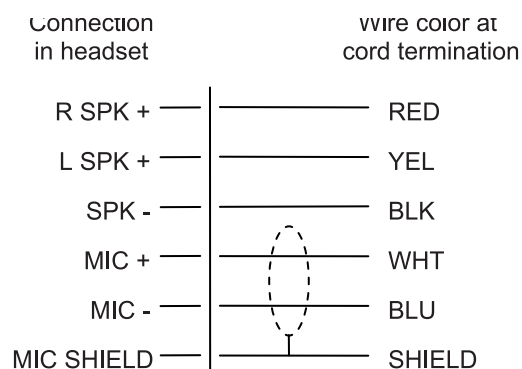 Connection
in headset
Wire color at
cord termination
R SPK + RED
L SPK + YEL
SPK - BLK
MIC + WHT
MIC - BLU
MIC SHIELD SHIELD